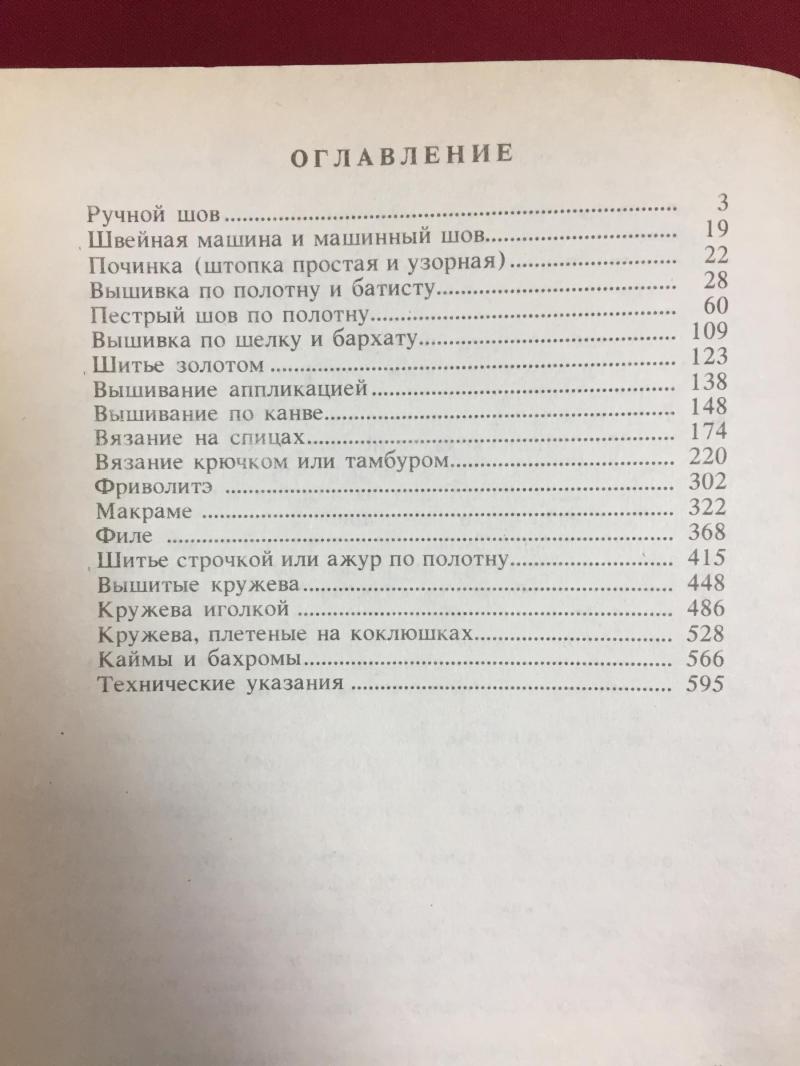 ОГЛАВЛЕНИЕ
Ручной шов 3
Швейная машина и машинный шов 19
Починка (штопка простая и узорная) 22
Вышивка по полотну и батисту 28
Пестрый шов по полотну 60
Вышивка по шелку и бархату 109
Шитье золотом 123
Вышивание аппликацией 138
Вышивание по канве 148
Вязание на спицах 174
Вязание крючком или тамбуром 220
Фриволитэ 302
Макраме 322
Филе 368
Шитье строчкой или ажур по полотну 415
Вышитые кружева 448
Кружева иголкой 486
Кружева, плетеные на коклюшках 528
Каймы и бахромы 566
Технические указания 595